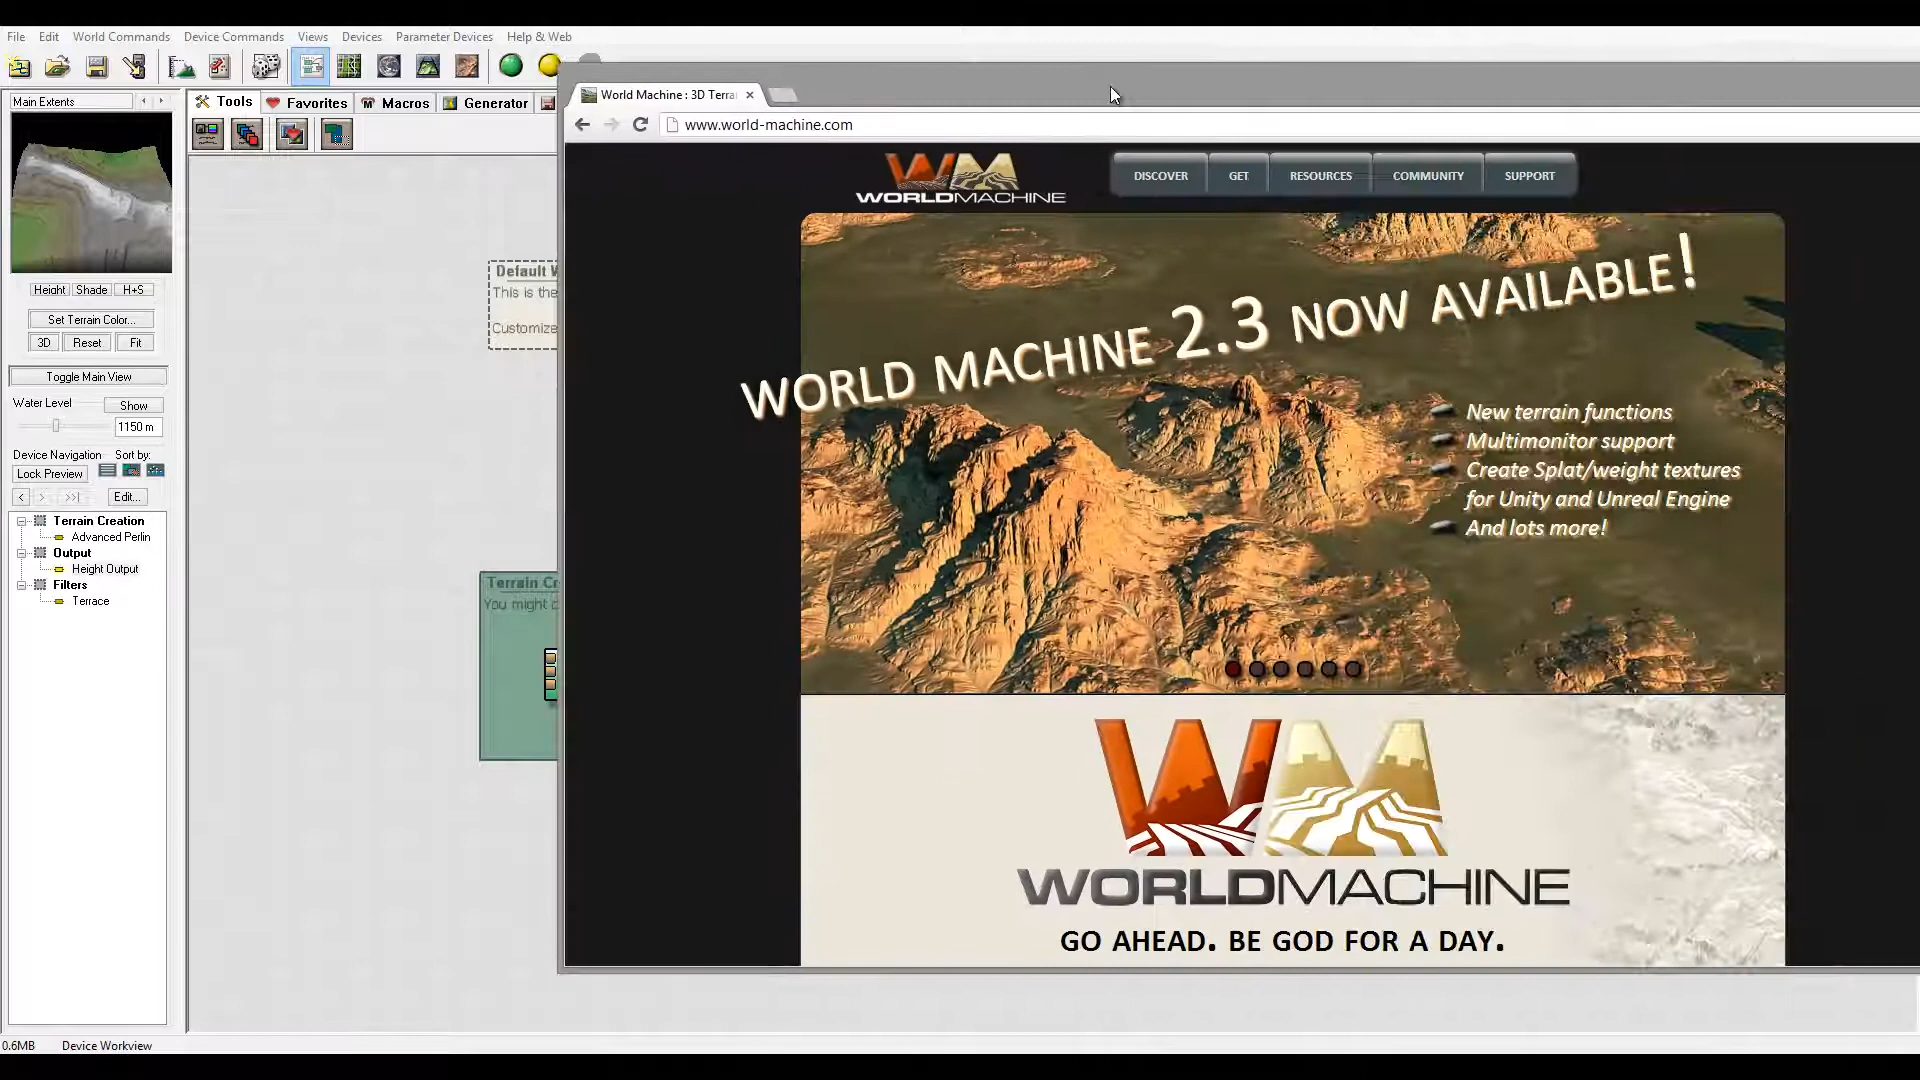 File Edit World Commands Device Commands Views Devices Parameter Devices Help & Web
Main Extents
Tools Favorites Macros Generator
World Machine : 3D Terra
www.world-machine.com
WM
WORLDMACHINE
DISCOVER GET RESOURCES COMMUNITY SUPPORT
WORLD MACHINE 2.3 NOW AVAILABLE!
New terrain functions
Multimonitor support
Create Splat/weight textures
for Unity and Unreal Engine
And lots more!
WM
WORLDMACHINE
GO AHEAD. BE GOD FOR A DAY.
Height Shade H+S
Set Terrain Color...
3D Reset Fit
Toggle Main View
Water Level Show
1150 m
Device Navigation Sort by:
Lock Preview
< > >>| Edit...
Terrain Creation
Advanced Perlin
Output
Height Output
Filters
Terrace
Default W
This is the
Customize
Terrain Cr
You might
0.6MB Device Workview